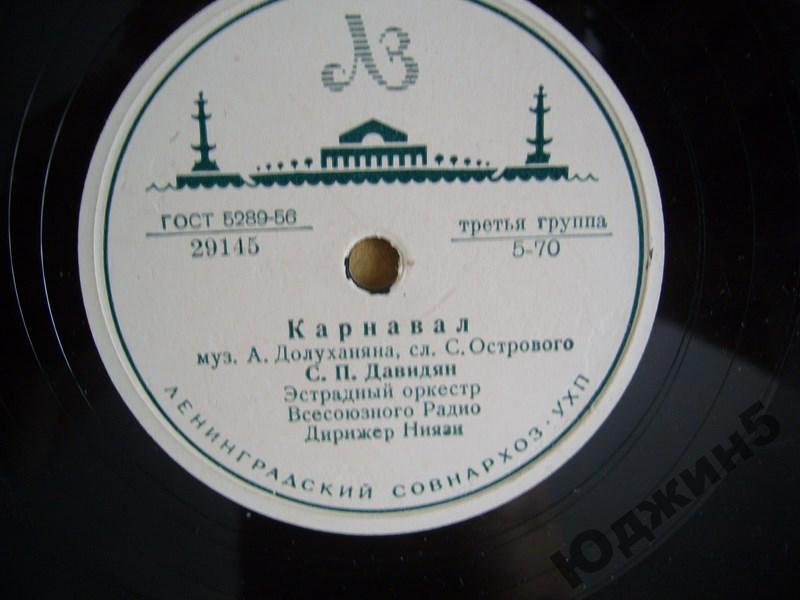 ЛЗ
ГОСТ 5289-56
29145
третья группа
5-70
Карнавал
муз. А. Долуханяна, сл. С. Острового
С. П. Давидян
Эстрадный оркестр
Всесоюзного Радио
Дирижер Ниязи
ЛЕНИНГРАДСКИЙ СОВНАРХОЗ · УХП
Юджин5